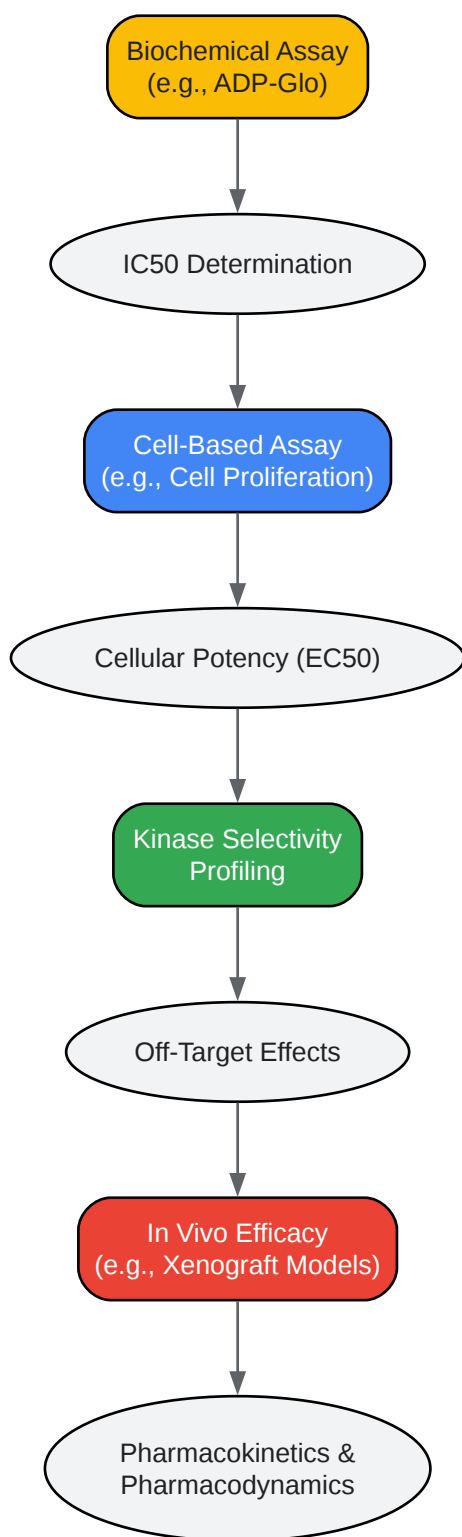 Biochemical Assay
(e.g., ADP-Glo)
IC50 Determination
Cell-Based Assay
(e.g., Cell Proliferation)
Cellular Potency (EC50)
Kinase Selectivity
Profiling
Off-Target Effects
In Vivo Efficacy
(e.g., Xenograft Models)
Pharmacokinetics &
Pharmacodynamics